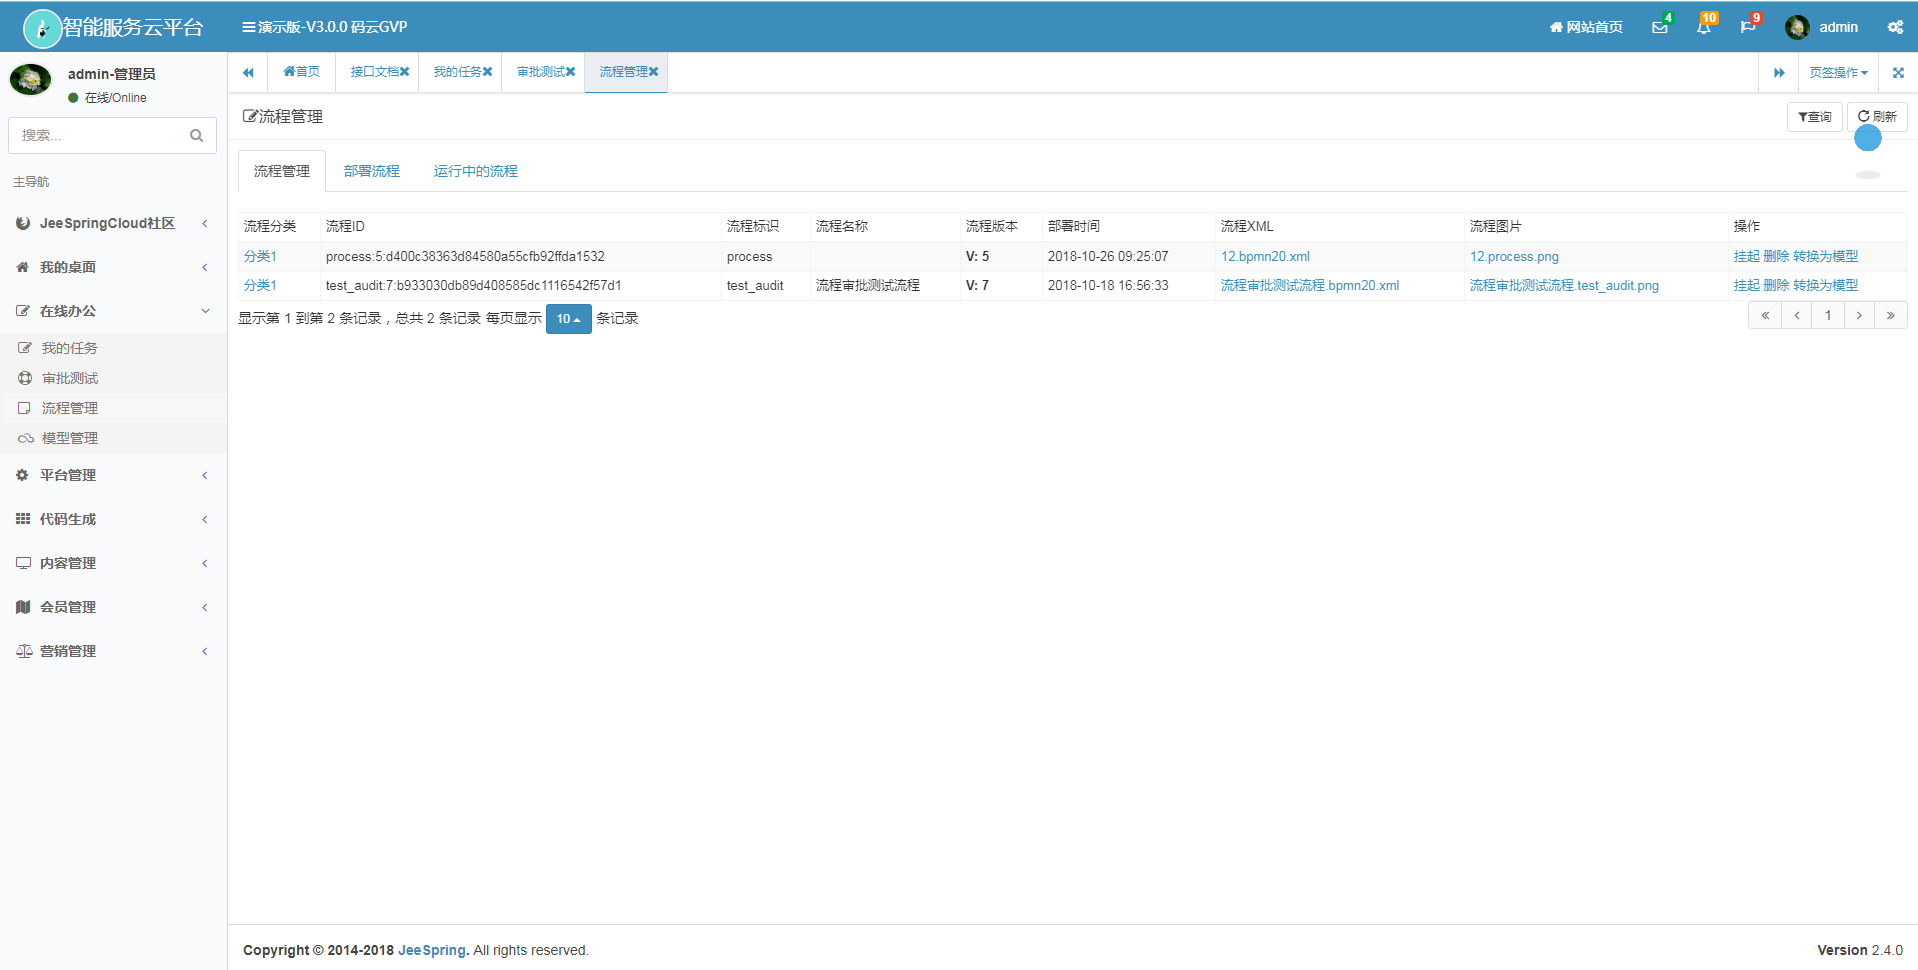 智能服务云平台
演示版-V3.0.0 码云GVP
网站首页
4
10
9
admin
admin-管理员
在线/Online
搜索...
主导航
JeeSpringCloud社区
我的桌面
在线办公
我的任务
审批测试
流程管理
模型管理
平台管理
代码生成
内容管理
会员管理
营销管理
首页 接口文档 我的任务 审批测试 流程管理
页签操作
流程管理
查询 刷新
流程管理 部署流程 运行中的流程
流程分类 流程ID 流程标识 流程名称 流程版本 部署时间 流程XML 流程图片 操作
分类1 process:5:d400c38363d84580a55cfb92ffda1532 process V: 5 2018-10-26 09:25:07 12.bpmn20.xml 12.process.png 挂起 删除 转换为模型
分类1 test_audit:7:b933030db89d408585dc1116542f57d1 test_audit 流程审批测试流程 V: 7 2018-10-18 16:56:33 流程审批测试流程.bpmn20.xml 流程审批测试流程.test_audit.png 挂起 删除 转换为模型
显示第 1 到第 2 条记录，总共 2 条记录 每页显示 10 条记录
« ‹ 1 › »
Copyright © 2014-2018 JeeSpring. All rights reserved.
Version 2.4.0